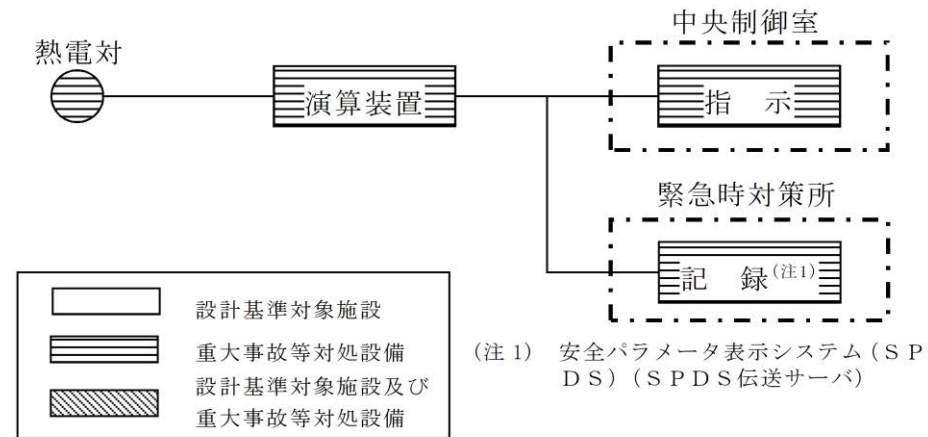 中央制御室
熱電対
演算装置
指 示
緊急時対策所
記 録(注1)
設計基準対象施設
重大事故等対処設備
設計基準対象施設及び
重大事故等対処設備
(注1) 安全パラメータ表示システム(SP
DS)(SPDS伝送サーバ)